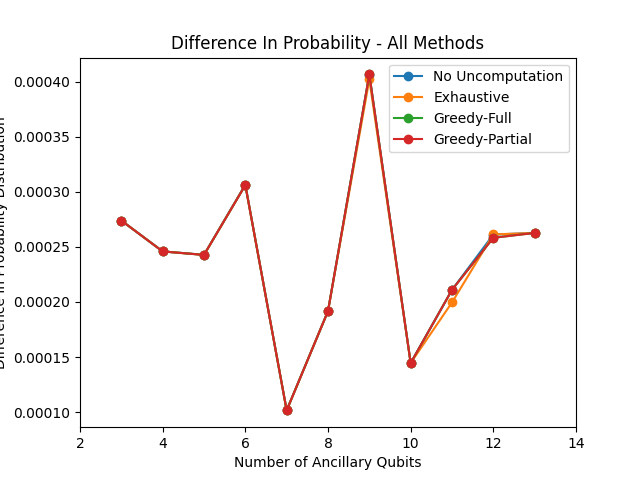 Difference In Probability - All Methods
No Uncomputation
Exhaustive
Greedy-Full
Greedy-Partial
Difference In Probability Distribution
0.00040
0.00035
0.00030
0.00025
0.00020
0.00015
0.00010
2 4 6 8 10 12 14
Number of Ancillary Qubits